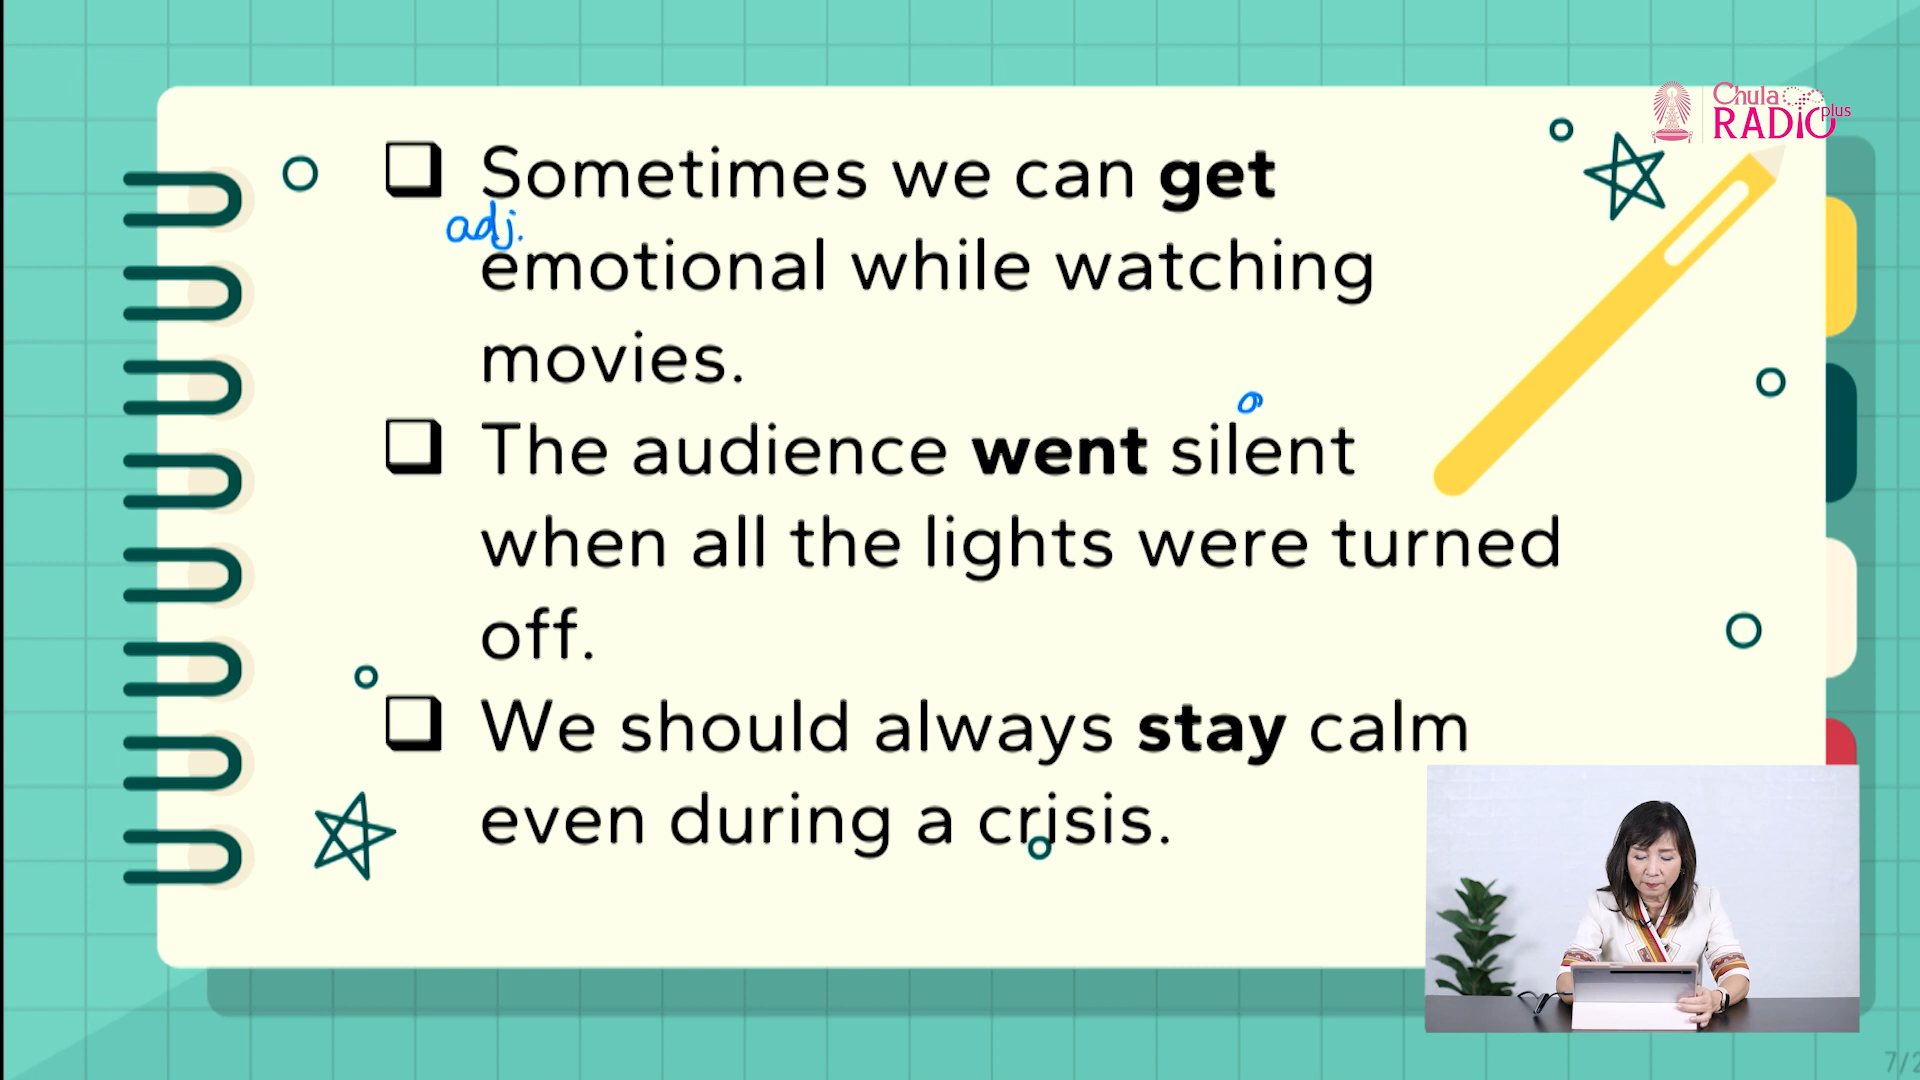 Chula
RADIO plus
❑ Sometimes we can get
adj.
emotional while watching
movies.
❑ The audience went silent
when all the lights were turned
off.
❑ We should always stay calm
even during a crisis.